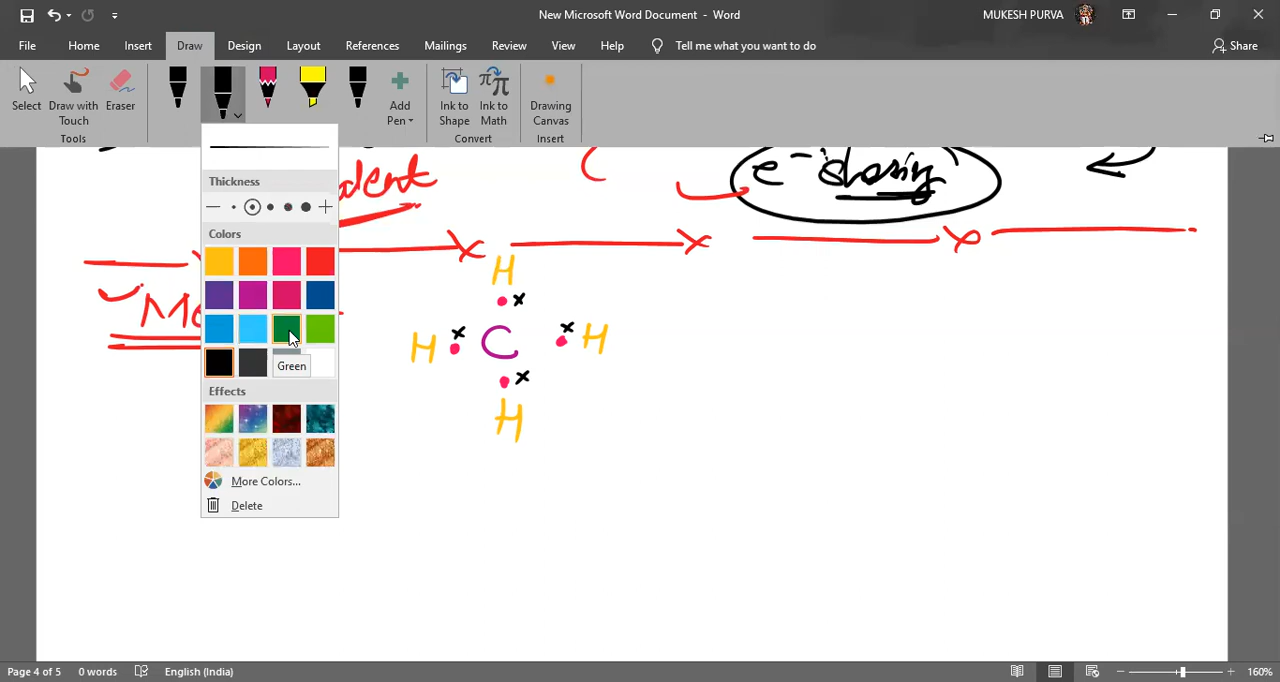 New Microsoft Word Document - Word
MUKESH PURVA
File Home Insert Draw Design Layout References Mailings Review View Help Tell me what you want to do Share
Select Draw with Touch Eraser Add Pen Ink to Shape Ink to Math Drawing Canvas
Tools Convert Insert
Thickness
Colors
Green
Effects
More Colors...
Delete
e⁻ sharing
H
x
H x C x H
x
H
Page 4 of 5 0 words English (India) 160%